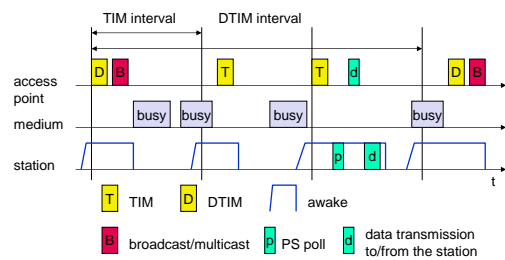 TIM interval DTIM interval
D B T T d D B
access
point
busy busy busy busy
medium
p d
station
t
T TIM D DTIM awake
B broadcast/multicast p PS poll d data transmission
to/from the station